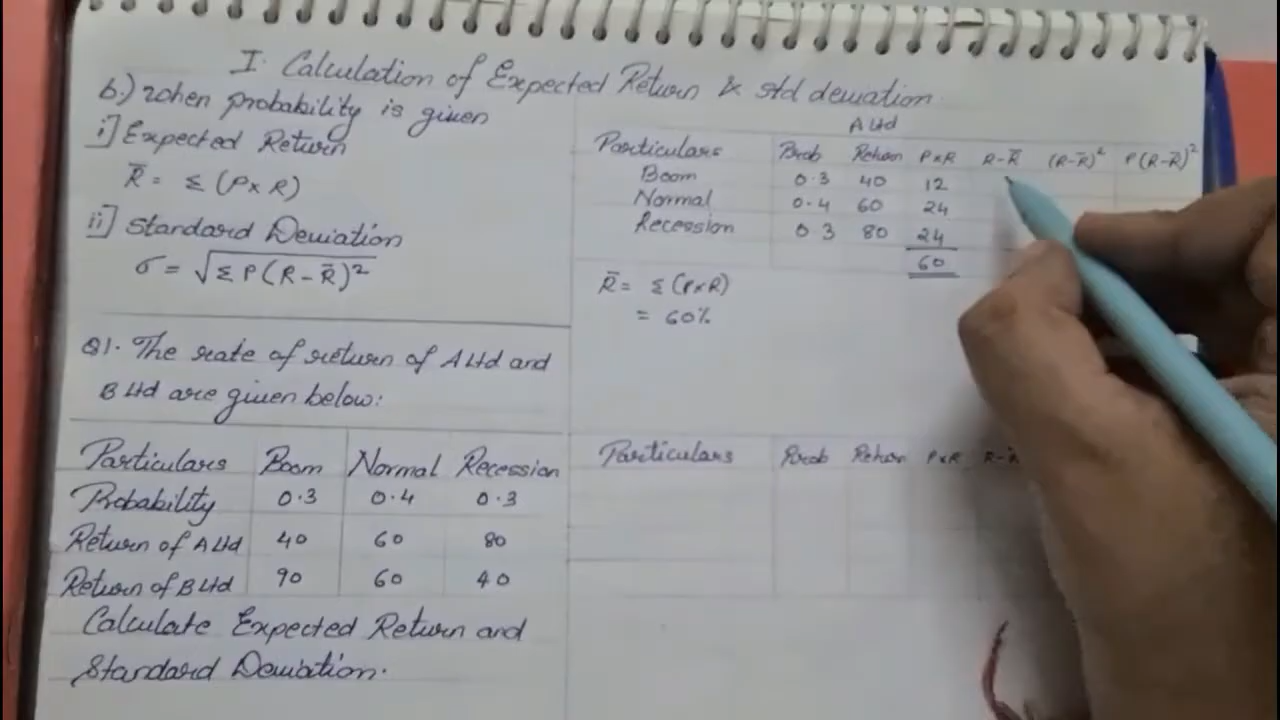 I. Calculation of Expected Return & std deviation
b.) when probability is given
i] Expected Return
R̄ = Σ (P×R)
ii] Standard Deviation
σ = √Σ P(R-R̄)²
Q1. The rate of return of A Ltd and
B Ltd are given below:
Particulars Boom Normal Recession
Probability 0.3 0.4 0.3
Return of A Ltd 40 60 80
Return of B Ltd 90 60 40
Calculate Expected Return and
Standard Deviation.
A Ltd
Particulars Prob Return P×R R-R̄ (R-R̄)² P(R-R̄)²
Boom 0.3 40 12
Normal 0.4 60 24
Recession 0.3 80 24
60
R̄ = Σ (P×R)
= 60%
Particulars Prob Return P×R R-R̄